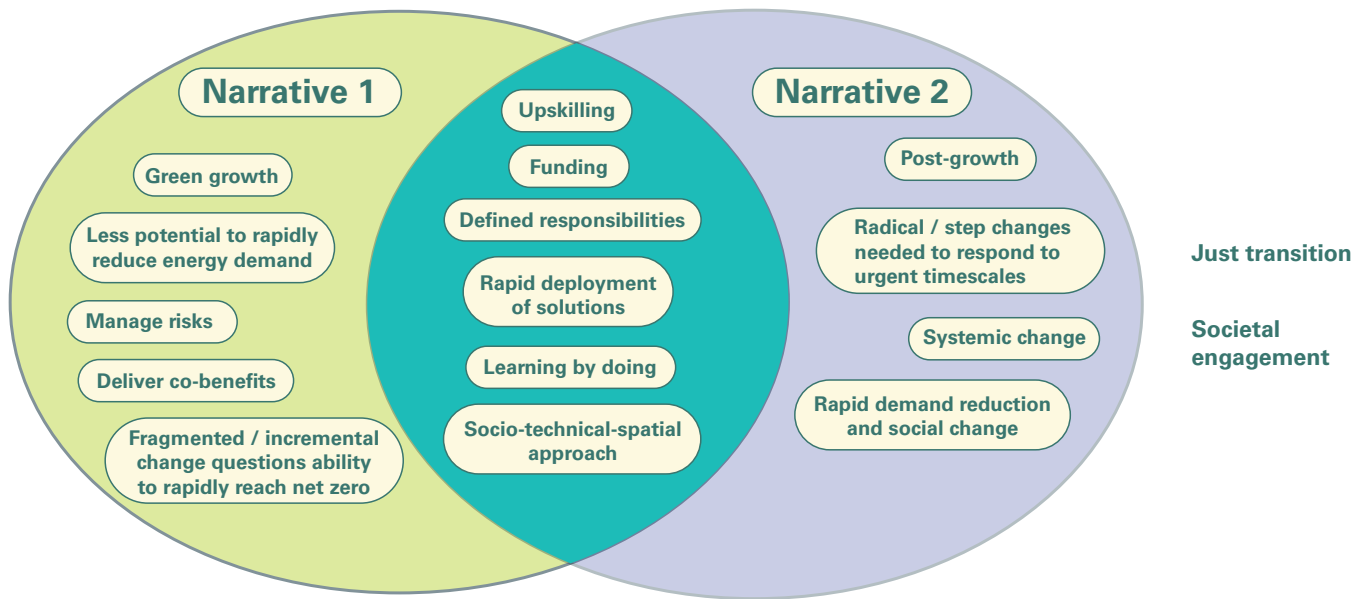 Narrative 1
Green growth
Less potential to rapidly
reduce energy demand
Manage risks
Deliver co-benefits
Fragmented / incremental
change questions ability
to rapidly reach net zero
Upskilling
Funding
Defined responsibilities
Rapid deployment
of solutions
Learning by doing
Socio-technical-spatial
approach
Narrative 2
Post-growth
Radical / step changes
needed to respond to
urgent timescales
Systemic change
Rapid demand reduction
and social change
Just transition
Societal
engagement